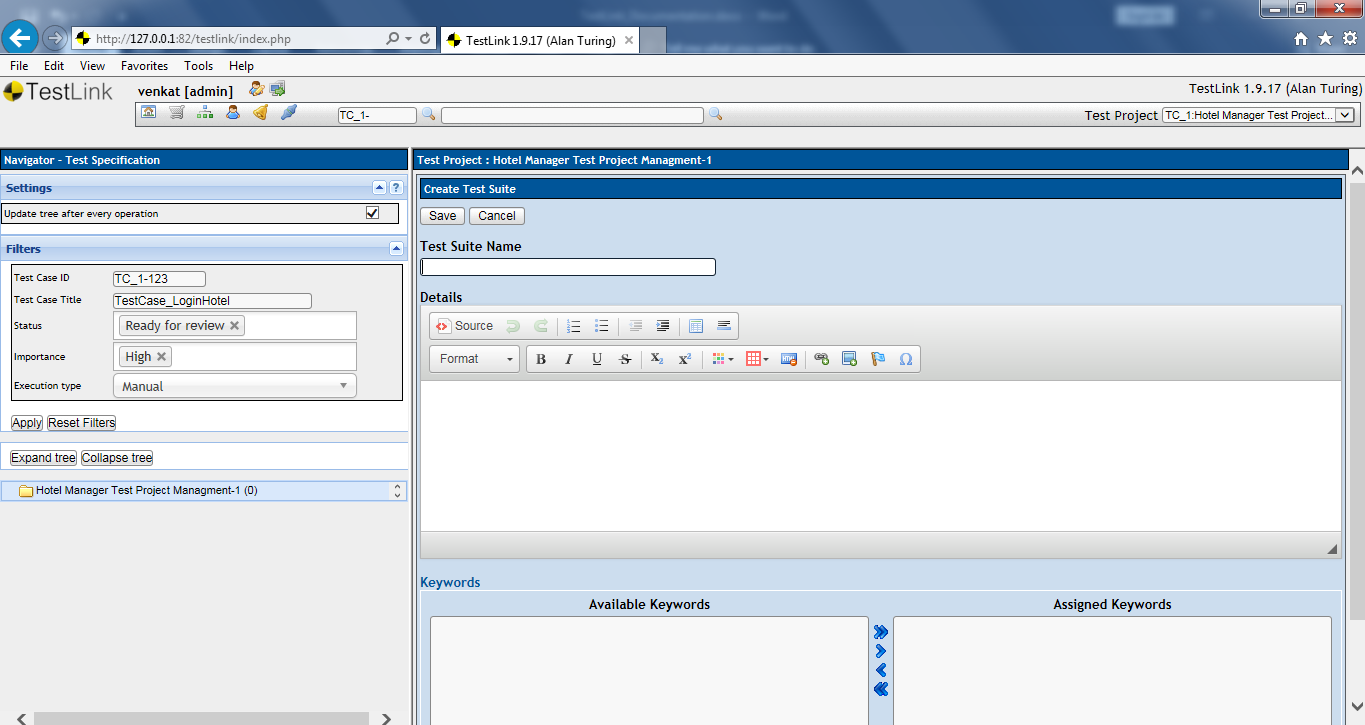 http://127.0.0.1:82/testlink/index.php
TestLink 1.9.17 (Alan Turing)
File Edit View Favorites Tools Help
TestLink
venkat [admin]
TestLink 1.9.17 (Alan Turing)
TC_1-
Test Project TC_1:Hotel Manager Test Project...
Navigator - Test Specification
Settings
?
Update tree after every operation
Filters
Test Case ID TC_1-123
Test Case Title TestCase_LoginHotel
Status Ready for review
Importance High
Execution type Manual
Apply Reset Filters
Expand tree Collapse tree
Hotel Manager Test Project Managment-1 (0)
Test Project : Hotel Manager Test Project Managment-1
Create Test Suite
Save Cancel
Test Suite Name
Details
Source
Format B I U S X₂ X² Ω
Keywords
Available Keywords Assigned Keywords